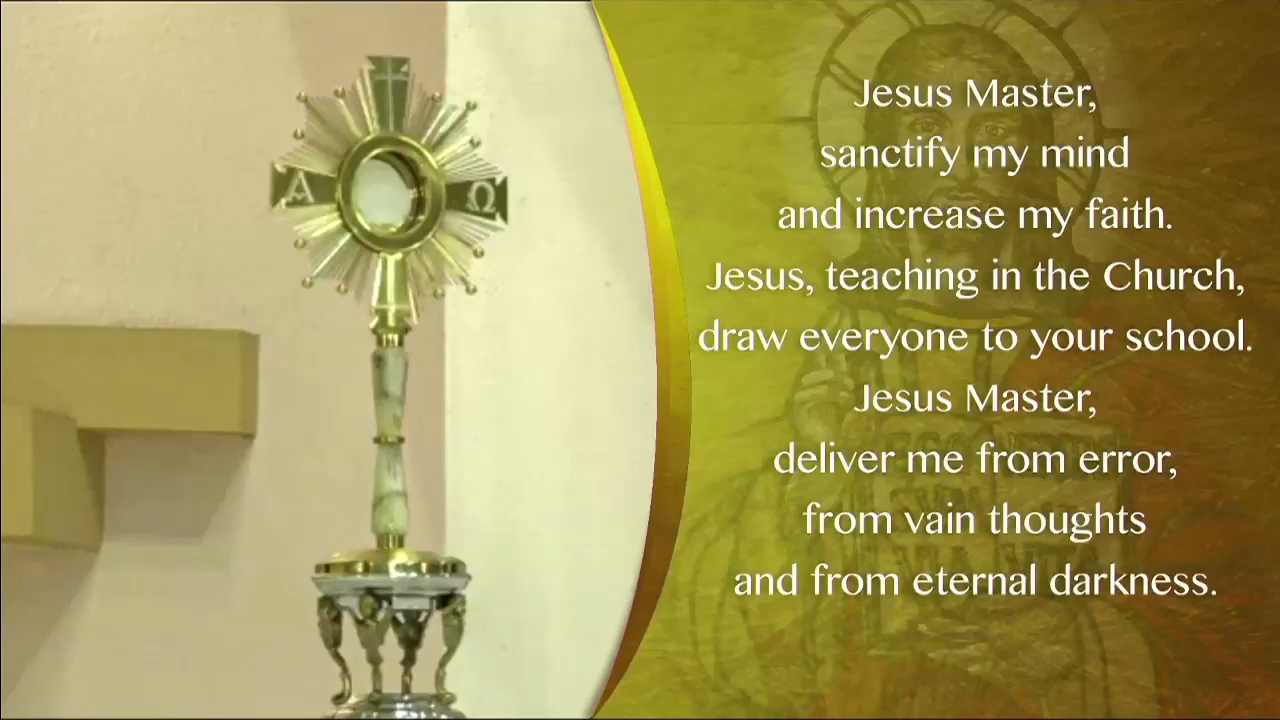 Α Ω
Jesus Master,
sanctify my mind
and increase my faith.
Jesus, teaching in the Church,
draw everyone to your school.
Jesus Master,
deliver me from error,
from vain thoughts
and from eternal darkness.